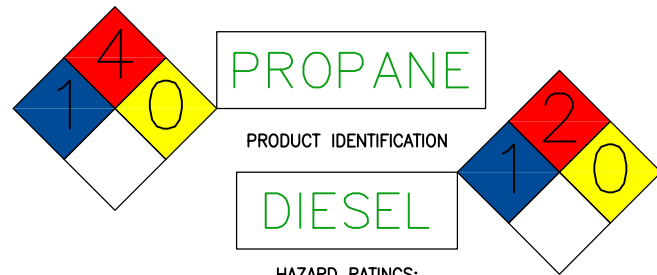 4
1 0
PROPANE
PRODUCT IDENTIFICATION
2
1 0
DIESEL
HAZARD RATINGS: